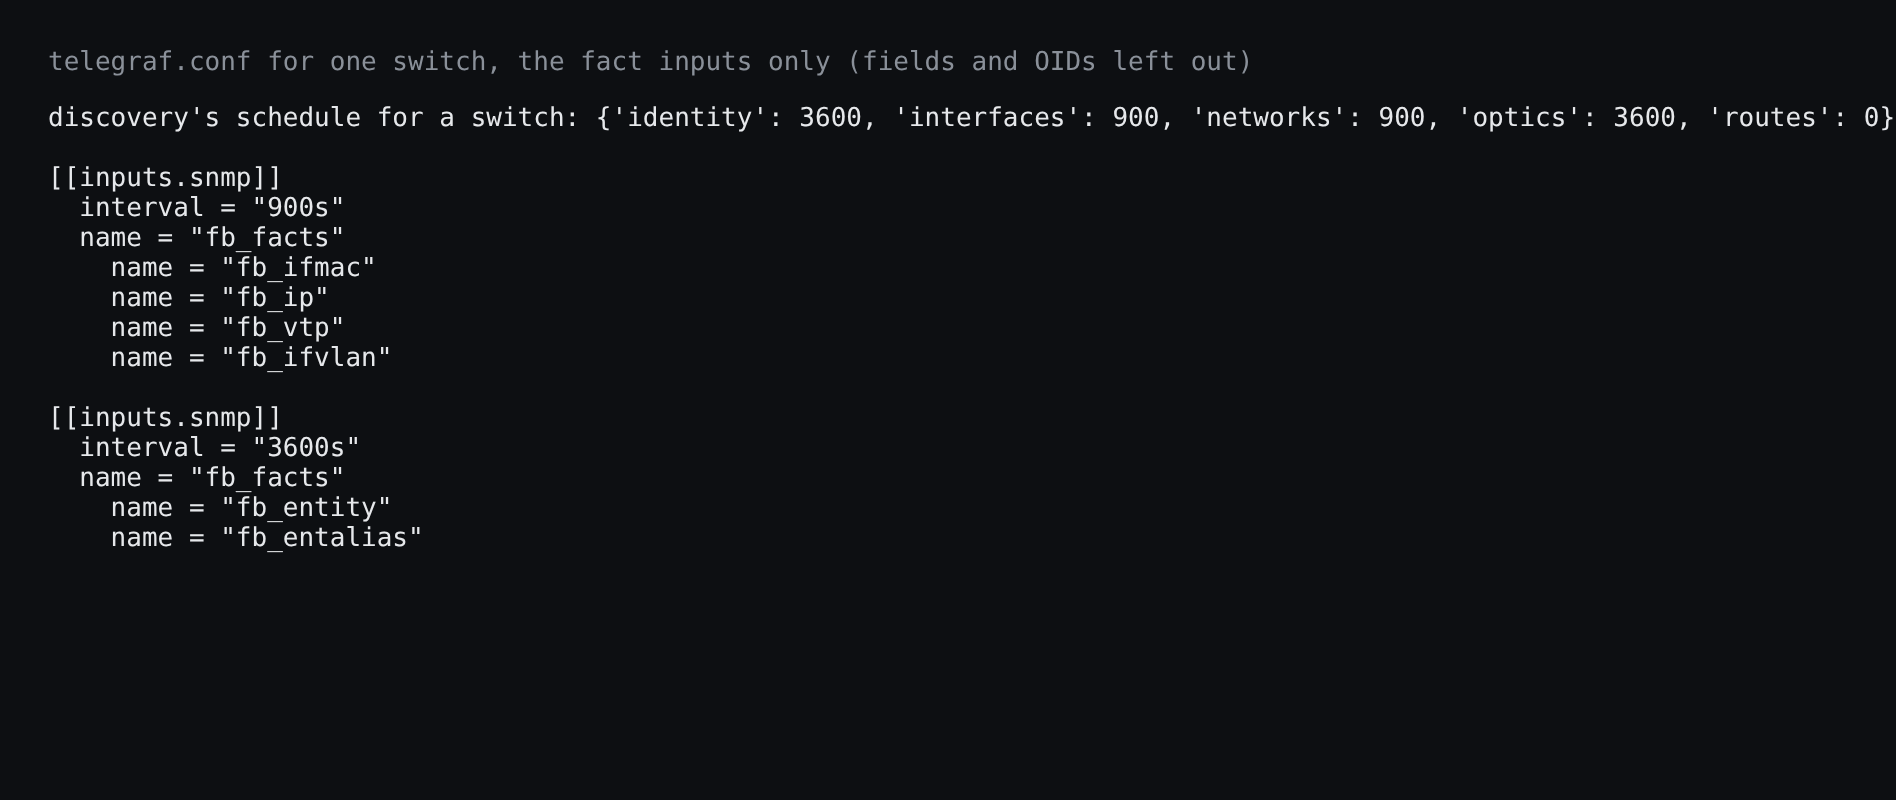 telegraf.conf for one switch, the fact inputs only (fields and OIDs left out)
discovery's schedule for a switch: {'identity': 3600, 'interfaces': 900, 'networks': 900, 'optics': 3600, 'routes': 0}
[[inputs.snmp]]
  interval = "900s"
  name = "fb_facts"
    name = "fb_ifmac"
    name = "fb_ip"
    name = "fb_vtp"
    name = "fb_ifvlan"
[[inputs.snmp]]
  interval = "3600s"
  name = "fb_facts"
    name = "fb_entity"
    name = "fb_entalias"